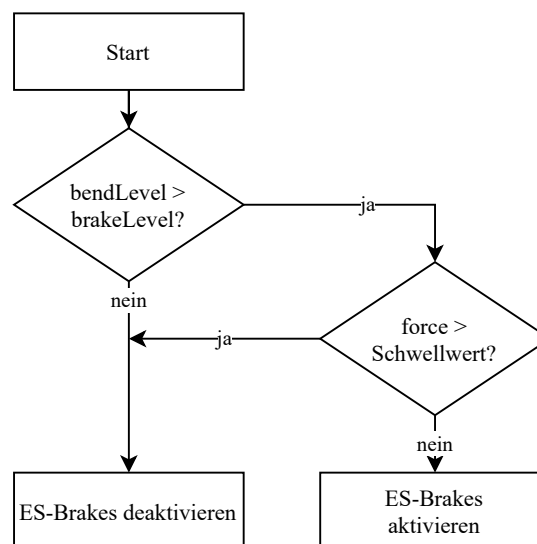 Start
bendLevel >
brakeLevel?
ja
nein
force >
Schwellwert?
ja
nein
ES-Brakes deaktivieren
ES-Brakes
aktivieren